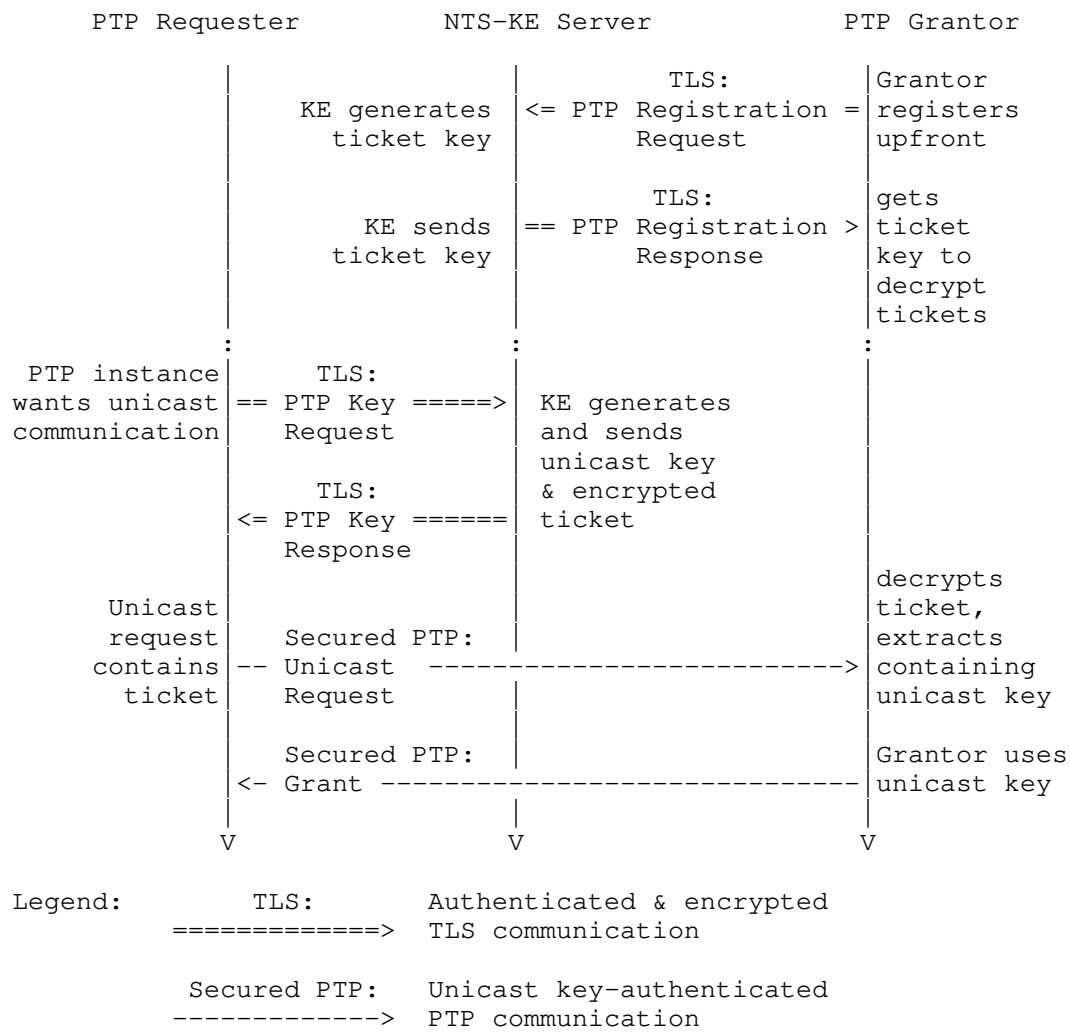 PTP Requester          NTS-KE Server            PTP Grantor

              |                 |         TLS:        |Grantor
              |   KE generates  |<= PTP Registration =|registers
              |     ticket key  |       Request       |upfront
              |                 |                     |
              |                 |        TLS:         |gets
              |       KE sends  |== PTP Registration >|ticket
              |     ticket key  |       Response      |key to
              |                 |                     |decrypt
              |                 |                     |tickets
              :                 :                     :
 PTP instance |     TLS:        |                     |
wants unicast |== PTP Key =====>| KE generates        |
communication |   Request       | and sends           |
              |                 | unicast key         |
              |     TLS:        | & encrypted         |
              |<= PTP Key ======| ticket              |
              |   Response      |                     |
              |                 |                     |decrypts
      Unicast |                 |                     |ticket,
      request |   Secured PTP:  |                     |extracts
     contains |-- Unicast  -------------------------->|containing
       ticket |   Request       |                     |unicast key
              |                 |                     |
              |   Secured PTP:  |                     |Grantor uses
              |<- Grant ------------------------------|unicast key
              |                 |                     |
              V                 V                     V

Legend:        TLS:       Authenticated & encrypted
          =============>  TLS communication

           Secured PTP:   Unicast key-authenticated
          ------------->  PTP communication